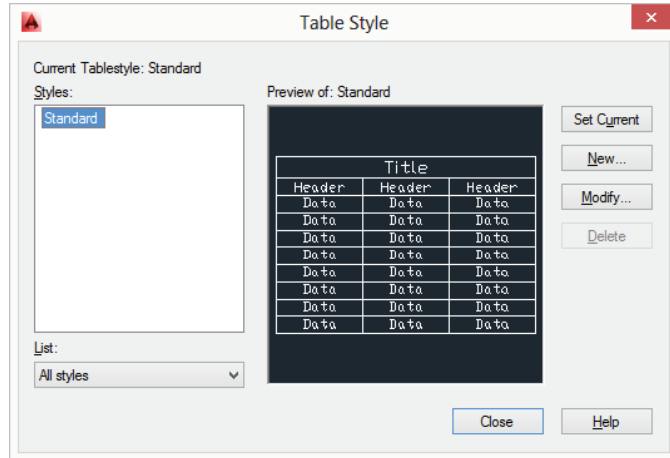 Table Style
Current Tablestyle: Standard
Styles:
Standard
Preview of: Standard
Title
Header Header Header
Data Data Data
Data Data Data
Data Data Data
Data Data Data
Data Data Data
Data Data Data
Data Data Data
Data Data Data
Set Current
New...
Modify...
Delete
List:
All styles
Close
Help